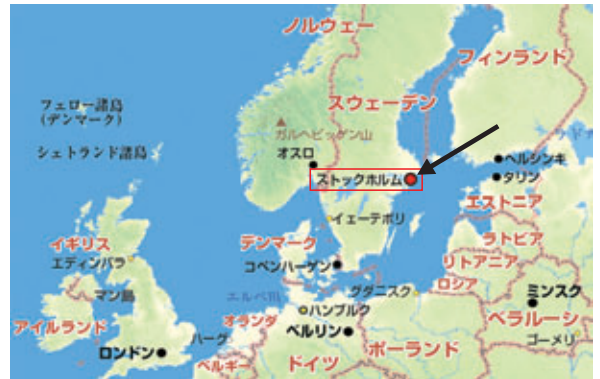 ノルウェー
フィンランド
フェロー諸島
(デンマーク)
スウェーデン
ガルヘピッゲン山
シェトランド諸島
オスロ
ヘルシンキ
ストックホルム
タリン
エストニア
イェーテボリ
イギリス
デンマーク
ラトビア
エディンバラ
コペンハーゲン
リトアニア
ロシア
マン島
エルベ川
グダニスク
ミンスク
アイルランド
オランダ
ハンブルク
ベラルーシ
ハーグ
ベルリン
ゴーメリ
ロンドン
ベルギー
ドイツ
ポーランド